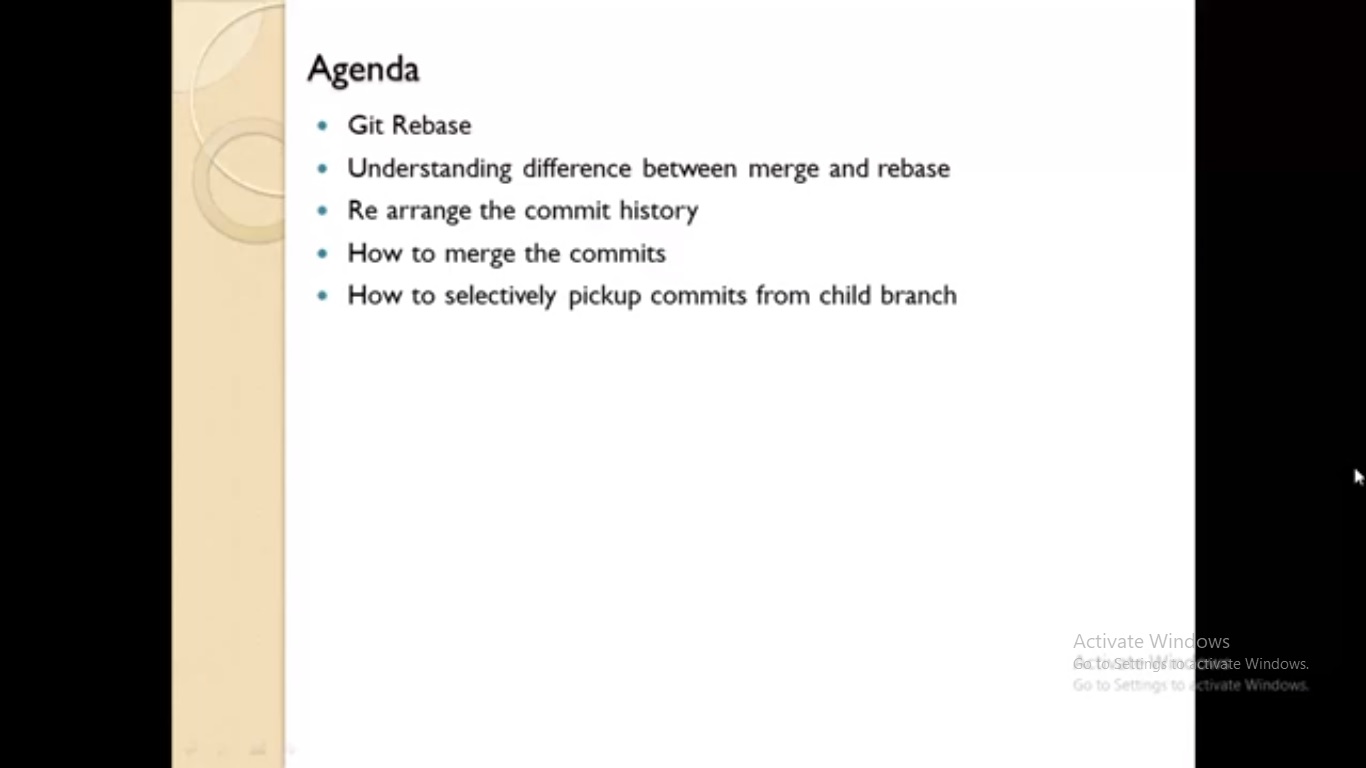 Agenda
Git Rebase
Understanding difference between merge and rebase
Re arrange the commit history
How to merge the commits
How to selectively pickup commits from child branch
Activate Windows
Go to Settings to activate Windows.
Go to Settings to activate Windows.